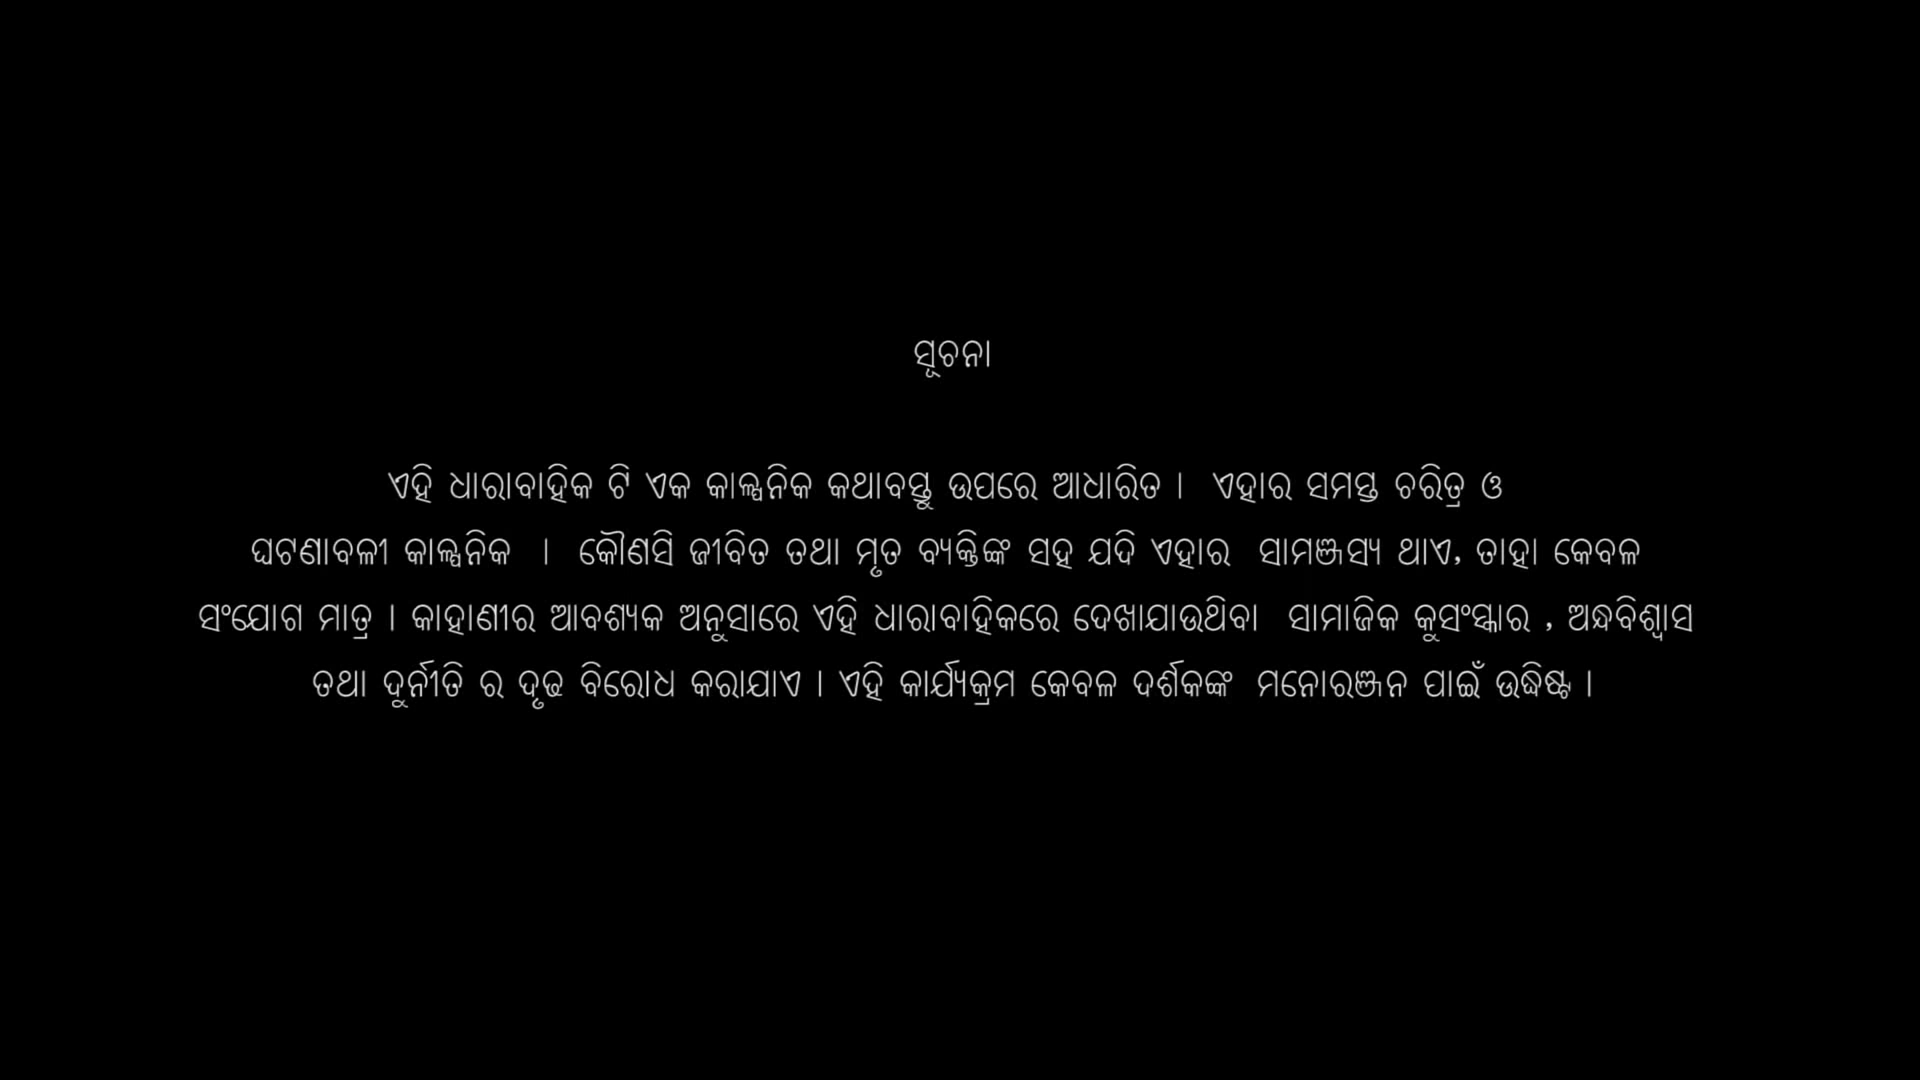 ସୂଚନା
ଏହି ଧାରାବାହିକ ଟି ଏକ କାଳ୍ପନିକ କଥାବସ୍ତୁ ଉପରେ ଆଧାରିତ । ଏହାର ସମସ୍ତ ଚରିତ୍ର ଓ
ଘଟଣାବଳୀ କାଳ୍ପନିକ । କୌଣସି ଜୀବିତ ତଥା ମୃତ ବ୍ୟକ୍ତିଙ୍କ ସହ ଯଦି ଏହାର ସାମଞ୍ଜସ୍ୟ ଥାଏ, ତାହା କେବଳ
ସଂଯୋଗ ମାତ୍ର । କାହାଣୀର ଆବଶ୍ୟକ ଅନୁସାରେ ଏହି ଧାରାବାହିକରେ ଦେଖାଯାଉଥିବା ସାମାଜିକ କୁସଂସ୍କାର , ଅନ୍ଧବିଶ୍ୱାସ
ତଥା ଦୁର୍ନୀତି ର ଦୃଢ ବିରୋଧ କରାଯାଏ । ଏହି କାର୍ଯ୍ୟକ୍ରମ କେବଳ ଦର୍ଶକଙ୍କ ମନୋରଞ୍ଜନ ପାଇଁ ଉଦ୍ଧିଷ୍ଟ ।